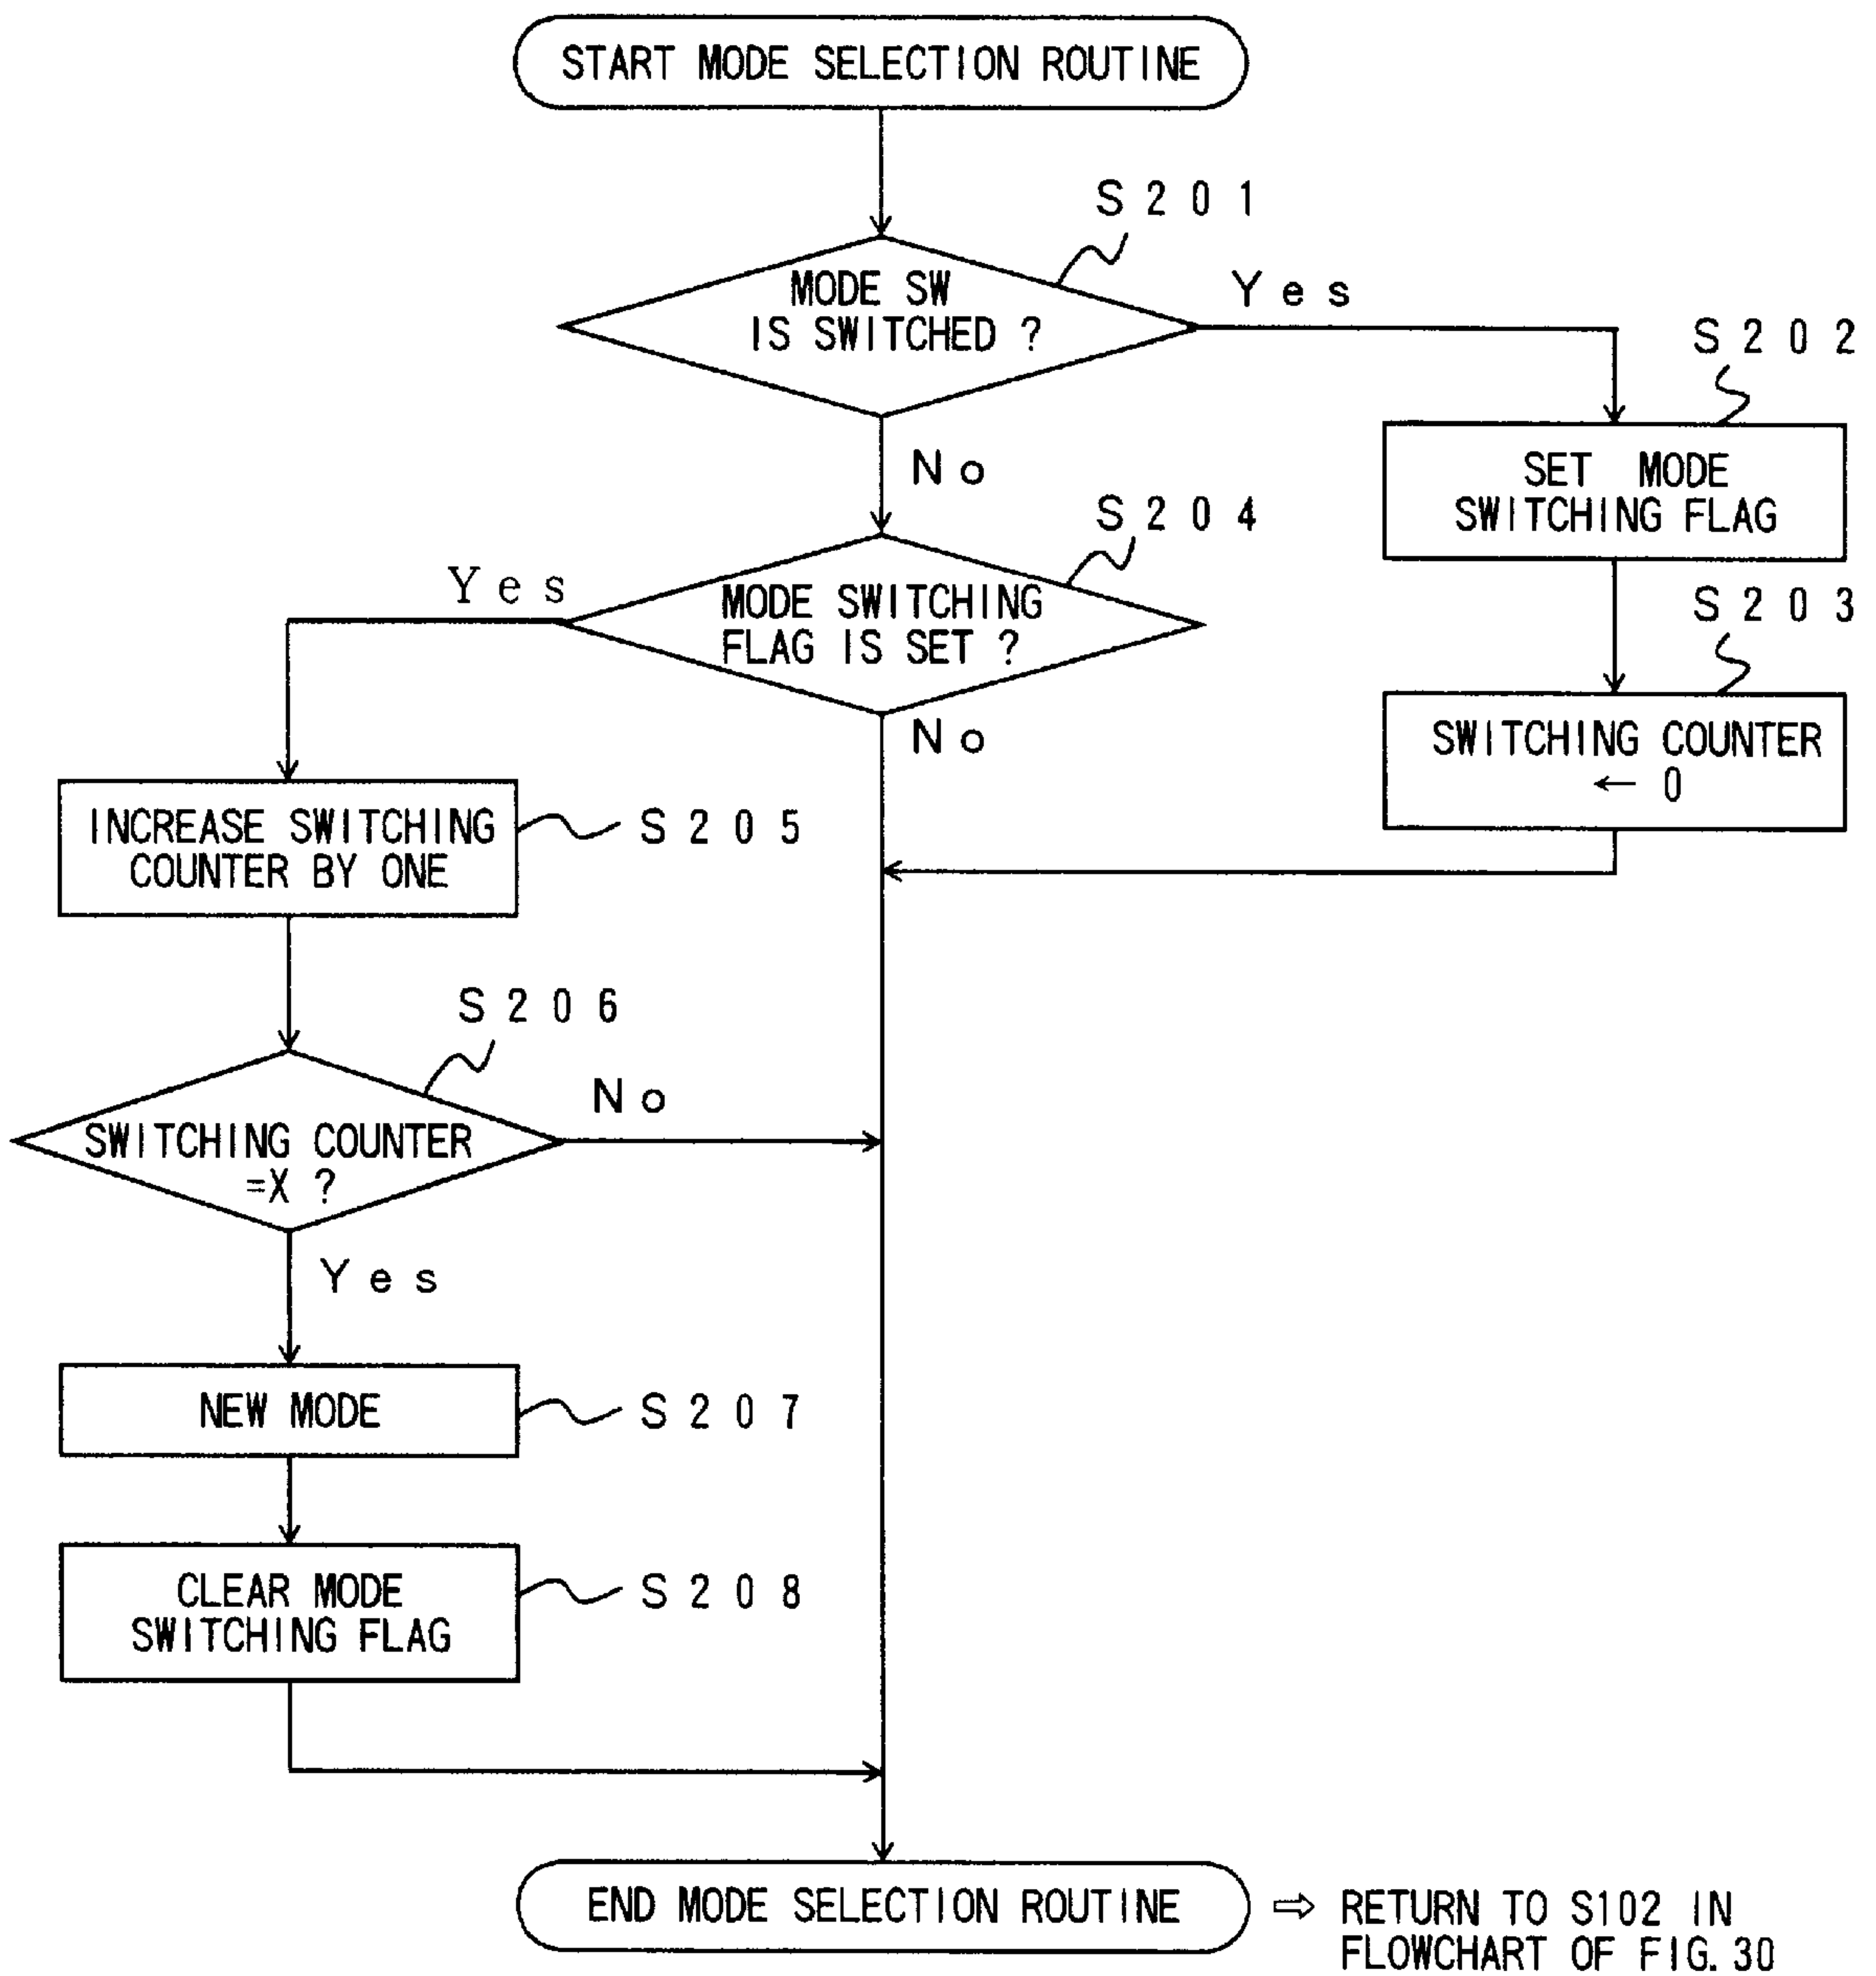 START MODE SELECTION ROUTINE
S201
MODE SW
IS SWITCHED ?
Yes
S202
SET MODE
SWITCHING FLAG
No
S204
Yes
MODE SWITCHING
FLAG IS SET ?
S203
No
SWITCHING COUNTER
← 0
INCREASE SWITCHING
COUNTER BY ONE
S205
S206
No
SWITCHING COUNTER
=X ?
Yes
NEW MODE
S207
CLEAR MODE
SWITCHING FLAG
S208
END MODE SELECTION ROUTINE
⇨ RETURN TO S102 IN
FLOWCHART OF FIG.30